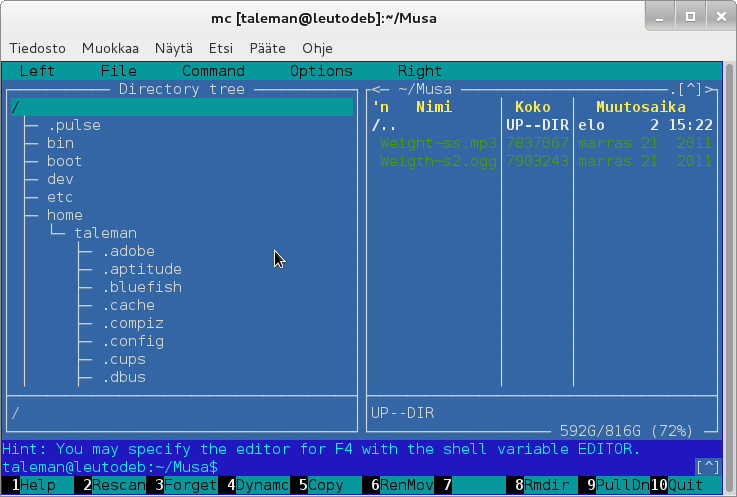 mc [taleman@leutodeb]:~/Musa
Tiedosto Muokkaa Näytä Etsi Pääte Ohje
Left File Command Options Right
Directory tree
/
.pulse
bin
boot
dev
etc
home
taleman
.adobe
.aptitude
.bluefish
.cache
.compiz
.config
.cups
.dbus
/
<─ ~/Musa .[^]>
'n Nimi Koko Muutosaika
/.. UP--DIR elo 2 15:22
Weight~ss.mp3 7837067 marras 21 2011
Weigth~s2.ogg 7903243 marras 21 2011
UP--DIR
592G/816G (72%)
Hint: You may specify the editor for F4 with the shell variable EDITOR.
taleman@leutodeb:~/Musa$ [^]
1Help 2Rescan 3Forget 4Dynamc 5Copy 6RenMov 7 8Rmdir 9PullDn 10Quit